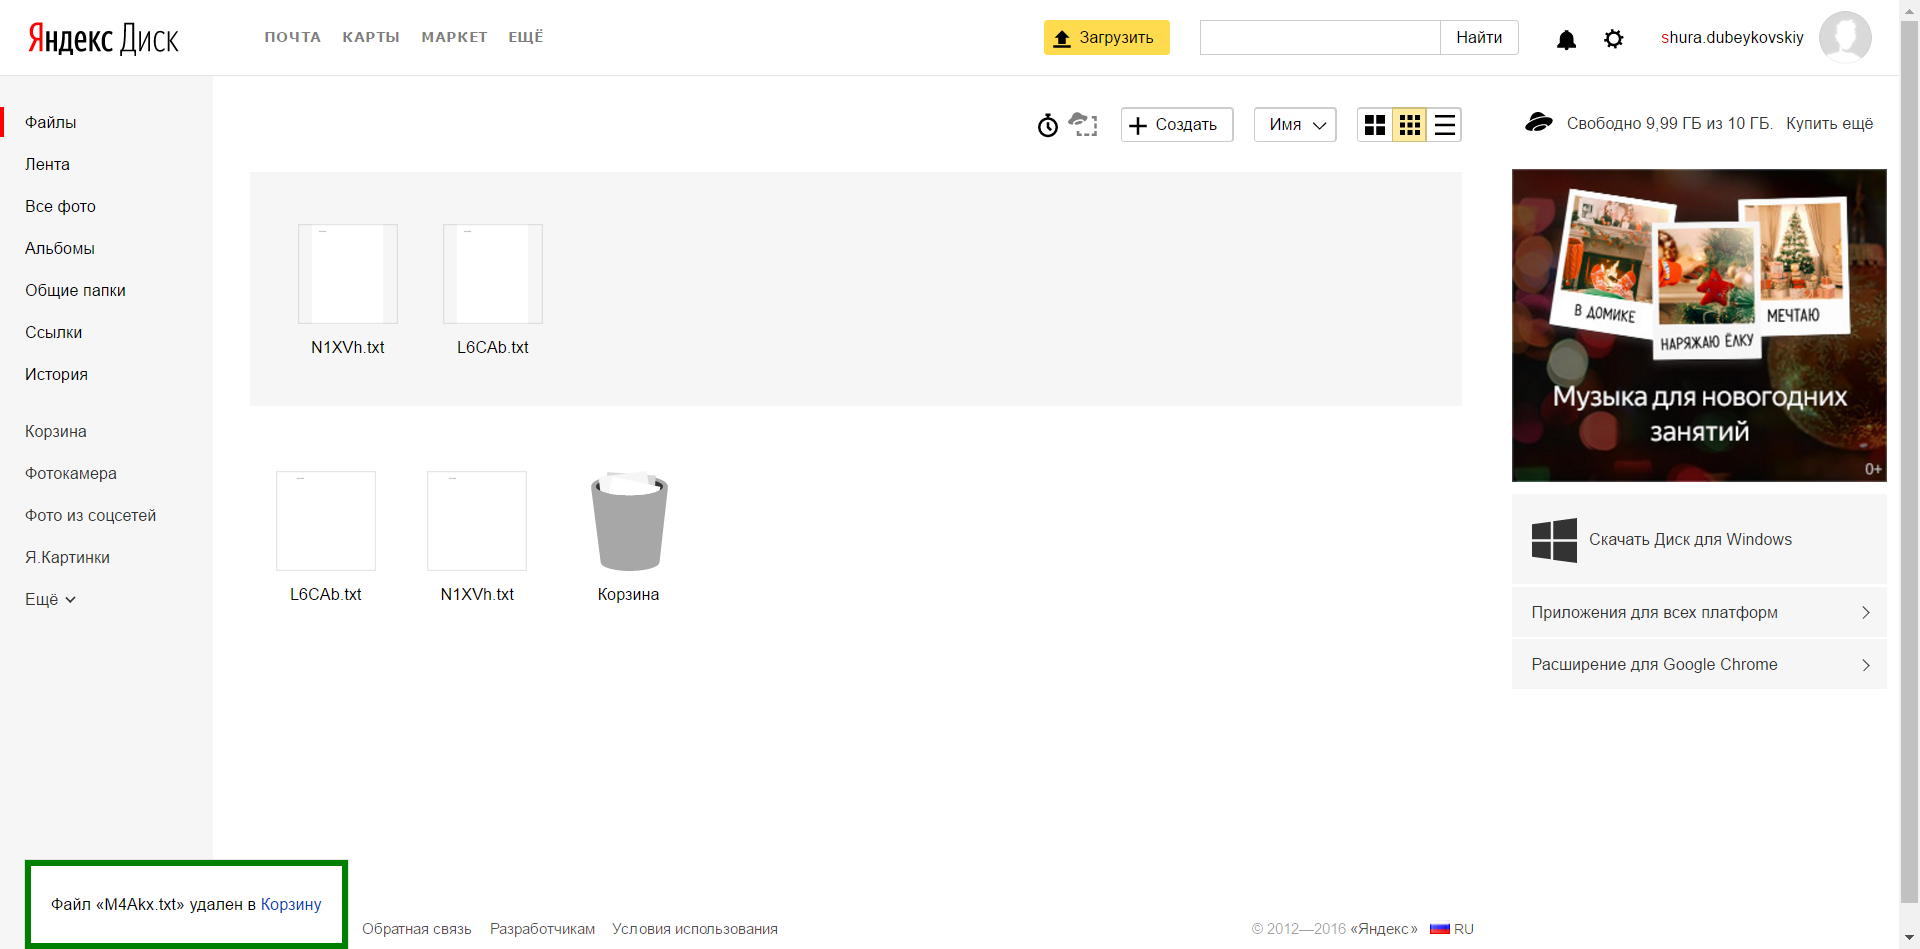 Яндекс Диск
ПОЧТА КАРТЫ МАРКЕТ ЕЩЁ
Загрузить
Найти
shura.dubeykovskiy
Файлы
Лента
Все фото
Альбомы
Общие папки
Ссылки
История
Корзина
Фотокамера
Фото из соцсетей
Я.Картинки
Ещё
Создать
Имя
Свободно 9,99 ГБ из 10 ГБ. Купить ещё
N1XVh.txt L6CAb.txt
L6CAb.txt N1XVh.txt Корзина
В ДОМИКЕ
НАРЯЖАЮ ЁЛКУ
МЕЧТАЮ
Музыка для новогодних
занятий
0+
Скачать Диск для Windows
Приложения для всех платформ
Расширение для Google Chrome
Файл «M4Akx.txt» удален в Корзину
Обратная связь Разработчикам Условия использования
© 2012—2016 «Яндекс» RU